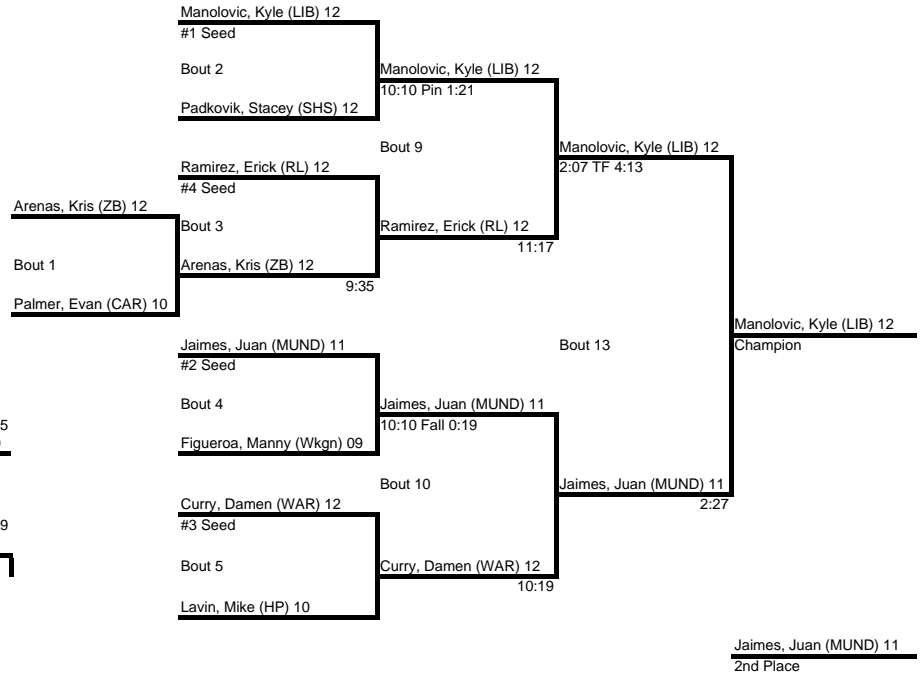 Manolovic, Kyle (LIB) 12
#1 Seed
Bout 2
Manolovic, Kyle (LIB) 12
10:10 Pin 1:21
Padkovik, Stacey (SHS) 12
Bout 9
Manolovic, Kyle (LIB) 12
2:07 TF 4:13
Ramirez, Erick (RL) 12
#4 Seed
Arenas, Kris (ZB) 12
Bout 3
Ramirez, Erick (RL) 12
11:17
Bout 1
Arenas, Kris (ZB) 12
9:35
Palmer, Evan (CAR) 10
Manolovic, Kyle (LIB) 12
Champion
Jaimes, Juan (MUND) 11
#2 Seed
Bout 13
Bout 4
Jaimes, Juan (MUND) 11
10:10 Fall 0:19
5
Figueroa, Manny (Wkgn) 09
Bout 10
Jaimes, Juan (MUND) 11
2:27
Curry, Damen (WAR) 12
#3 Seed
9
Bout 5
Curry, Damen (WAR) 12
10:19
Lavin, Mike (HP) 10
Jaimes, Juan (MUND) 11
2nd Place